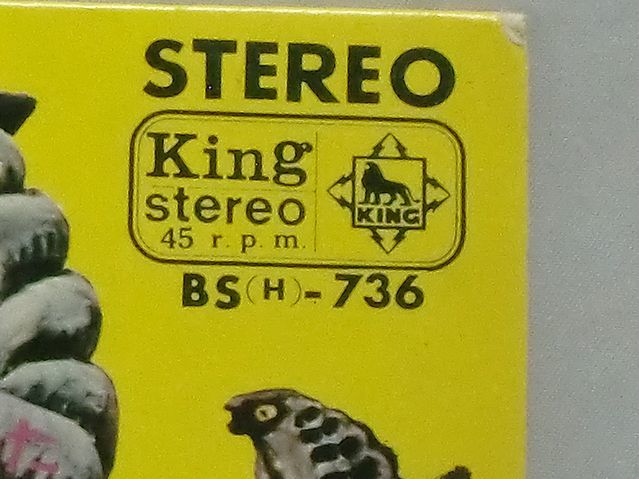 STEREO
King
stereo
45 r.p.m.
KING
BS(H)-736